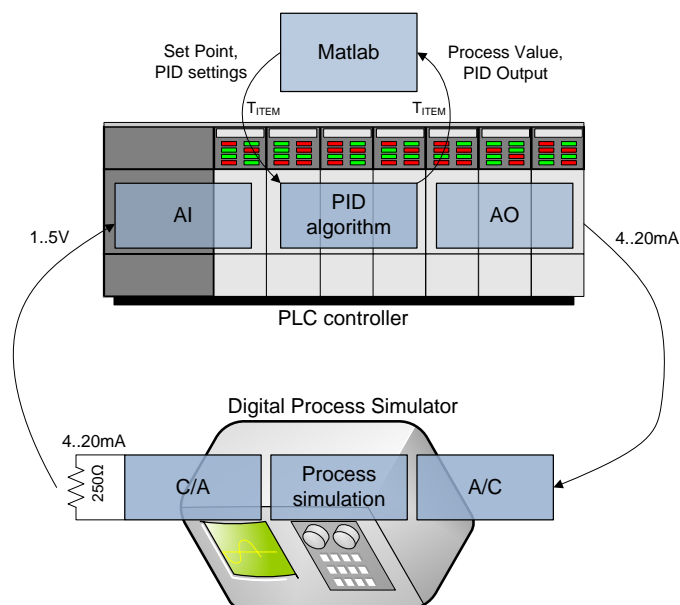 Matlab
Set Point,
PID settings
Process Value,
PID Output
TITEM
TITEM
AI
PID
algorithm
AO
1..5V
4..20mA
PLC controller
Digital Process Simulator
4..20mA
250Ω
C/A
Process
simulation
A/C